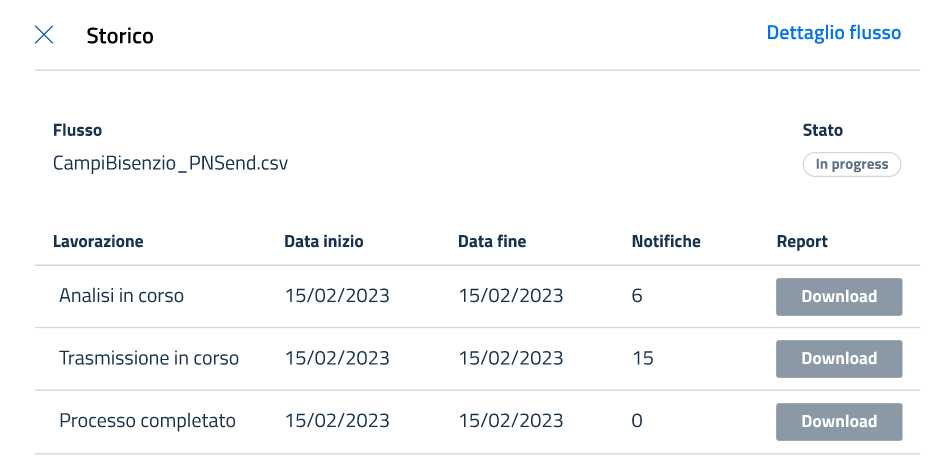 Storico
Dettaglio flusso
Flusso
Stato
CampiBisenzio_PNSend.csv
In progress
Lavorazione Data inizio Data fine Notifiche Report
Analisi in corso 15/02/2023 15/02/2023 6 Download
Trasmissione in corso 15/02/2023 15/02/2023 15 Download
Processo completato 15/02/2023 15/02/2023 0 Download